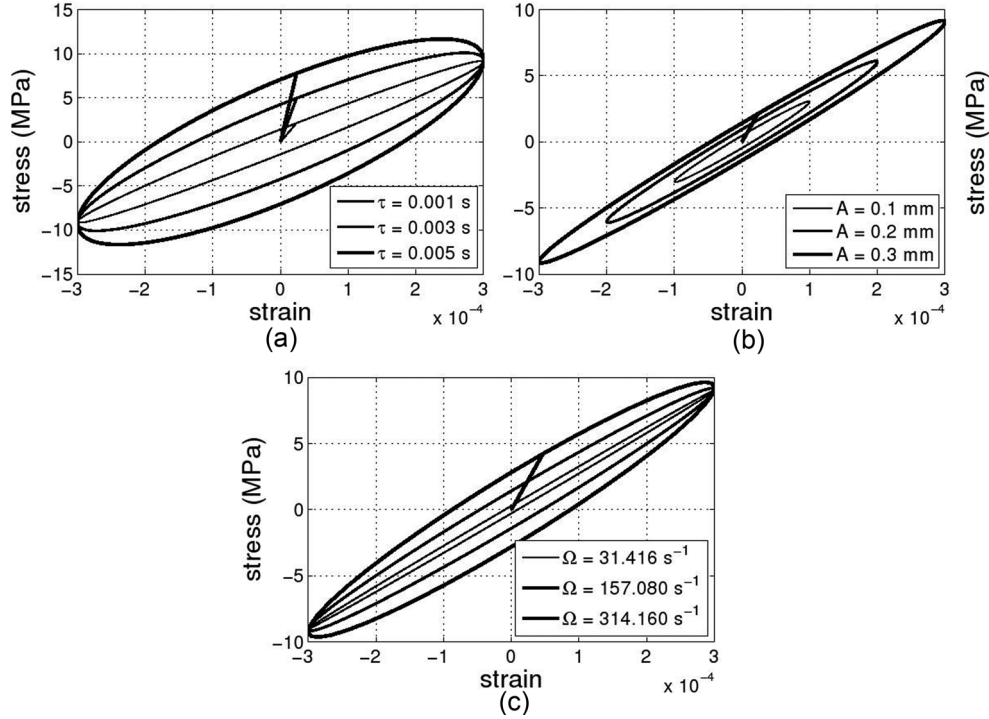 15
10
5
0
−5
−10
−15
stress (MPa)
τ = 0.001 s
τ = 0.003 s
τ = 0.005 s
−3 −2 −1 0 1 2 3
strain
x 10⁻⁴
(a)
10
5
0
−5
−10
stress (MPa)
A = 0.1 mm
A = 0.2 mm
A = 0.3 mm
−3 −2 −1 0 1 2 3
strain
x 10⁻⁴
(b)
10
5
0
−5
−10
stress (MPa)
Ω = 31.416 s⁻¹
Ω = 157.080 s⁻¹
Ω = 314.160 s⁻¹
−3 −2 −1 0 1 2 3
strain
x 10⁻⁴
(c)